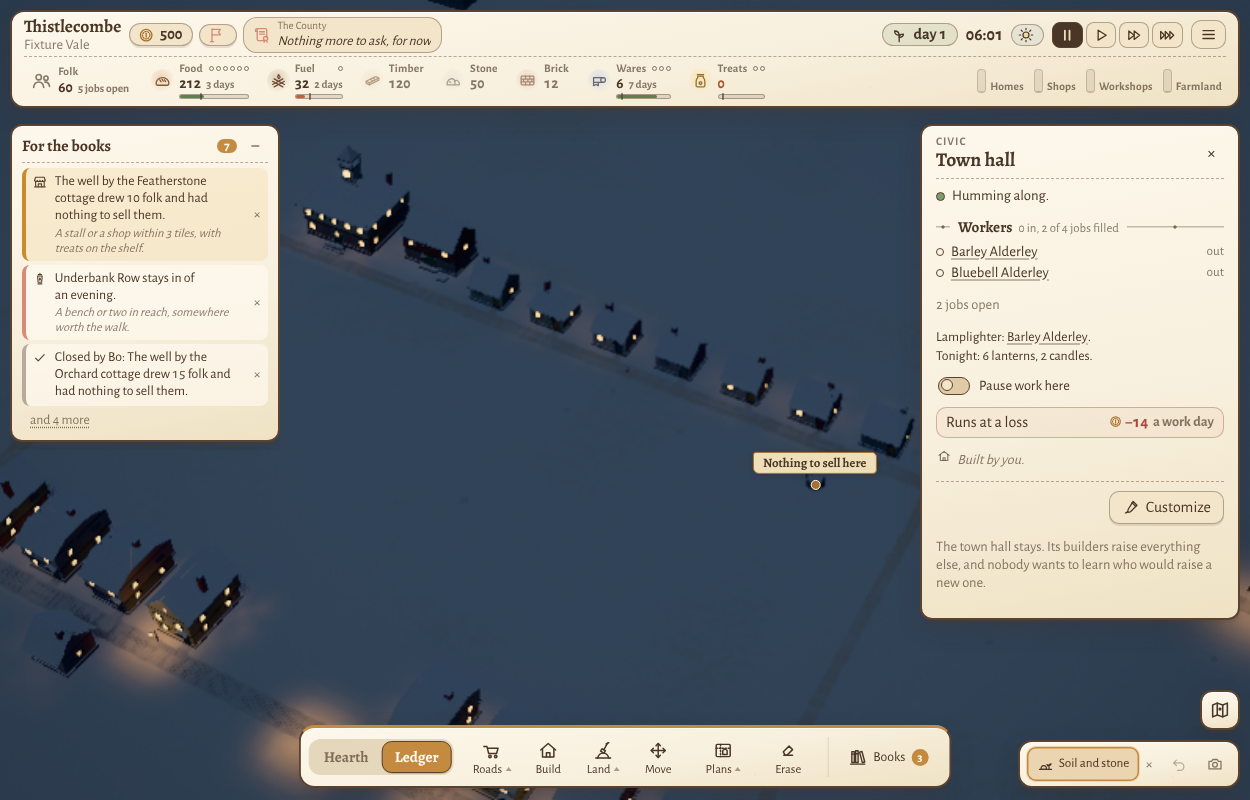 Thistlecombe
Fixture Vale
500
The County
Nothing more to ask, for now
day 1
06:01
Folk
60 5 jobs open
Food
212 3 days
Fuel
32 2 days
Timber
120
Stone
50
Brick
12
Wares
6 7 days
Treats
0
Homes
Shops
Workshops
Farmland
For the books
7
The well by the Featherstone
cottage drew 10 folk and had
nothing to sell them.
A stall or a shop within 3 tiles, with
treats on the shelf.
Underbank Row stays in of
an evening.
A bench or two in reach, somewhere
worth the walk.
Closed by Bo: The well by the
Orchard cottage drew 15 folk and
had nothing to sell them.
and 4 more
Nothing to sell here
CIVIC
Town hall
Humming along.
Workers 0 in, 2 of 4 jobs filled
Barley Alderley out
Bluebell Alderley out
2 jobs open
Lamplighter: Barley Alderley.
Tonight: 6 lanterns, 2 candles.
Pause work here
Runs at a loss −14 a work day
Built by you.
Customize
The town hall stays. Its builders raise everything
else, and nobody wants to learn who would raise a
new one.
Hearth
Ledger
Roads
Build
Land
Move
Plans
Erase
Books 3
Soil and stone